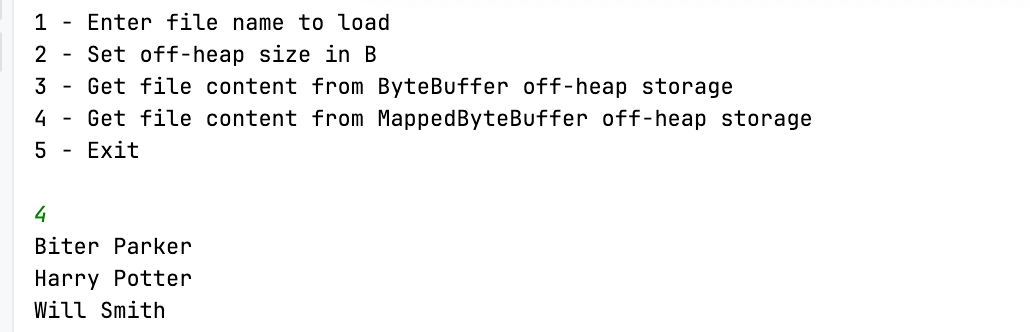 1 - Enter file name to load
2 - Set off-heap size in B
3 - Get file content from ByteBuffer off-heap storage
4 - Get file content from MappedByteBuffer off-heap storage
5 - Exit
4
Biter Parker
Harry Potter
Will Smith